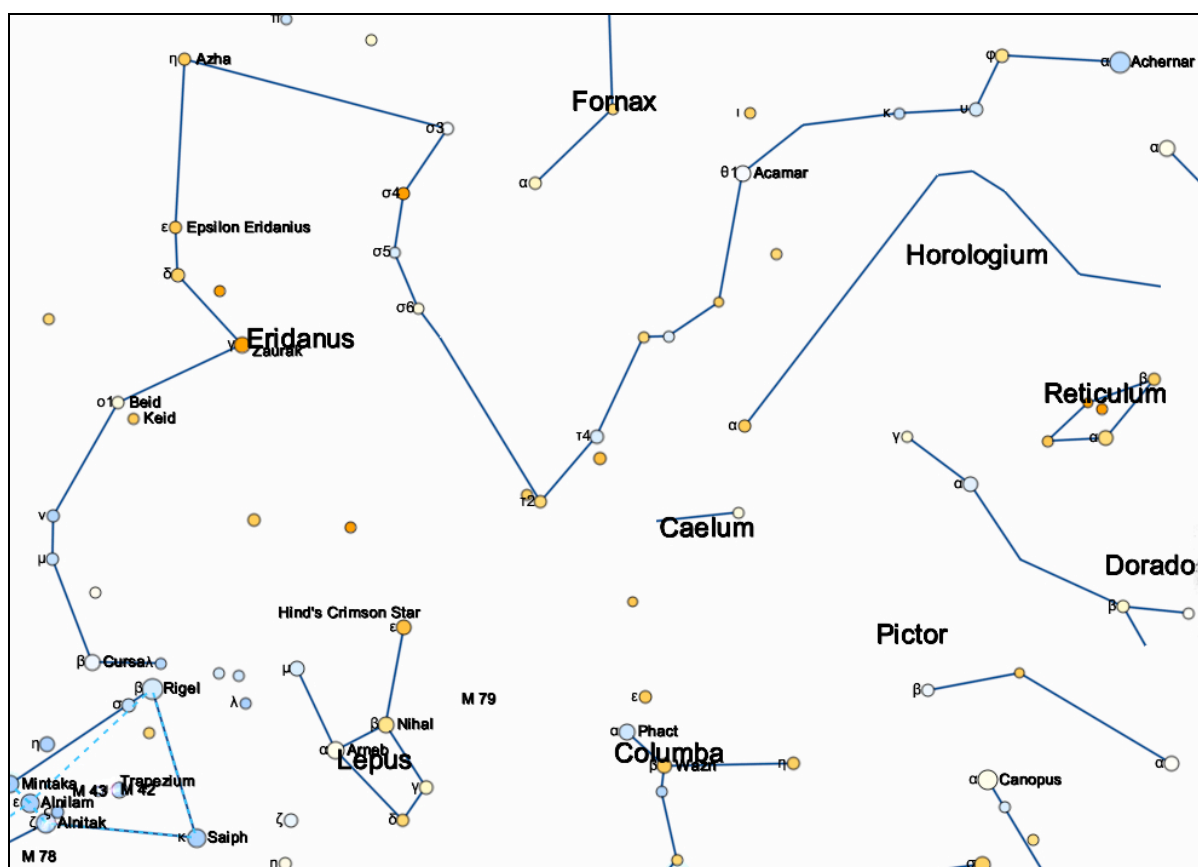 π
η Azha
Fornax
φ
α Achernar
ι
κ
υ
σ3
α
θ1 Acamar
α
σ4
ε Epsilon Eridanius
σ5
Horologium
δ
σ6
Eridanus
γ
Zaurak
β
Reticulum
ο1 Beid
Keid
α
τ4
γ
α
α
τ2
ν
Caelum
μ
Dorado
β
Hind's Crimson Star
ε
Pictor
β Cursa λ
μ
β Rigel
β
σ
λ
M 79
ε
β Nihal
α Phact
η
α Arneb
Lepus
Columba
β Wazn
η
α
Mintaka
Trapezium
M 43
M 42
γ
α Canopus
ε Alnilam
ς
ζ Alnitak
ζ
δ
κ Saiph
M 78
η
α